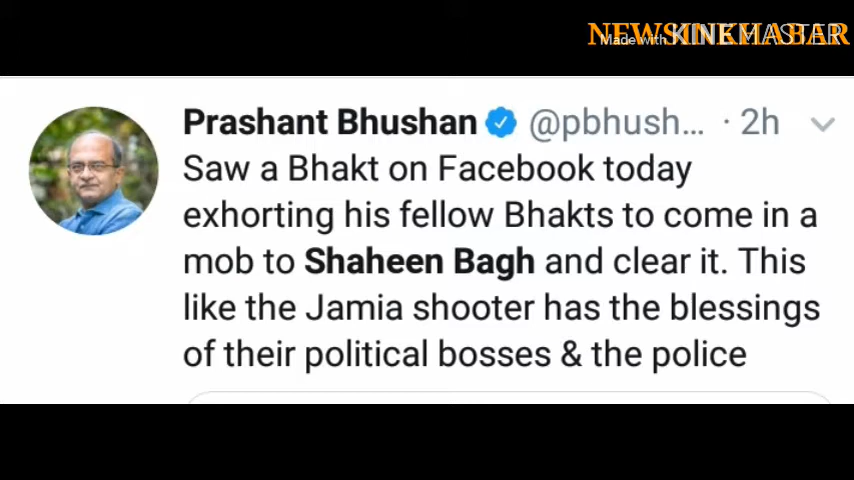 NEWSINKHABAR
Made with KINEMASTER
Prashant Bhushan @pbhush... · 2h
Saw a Bhakt on Facebook today
exhorting his fellow Bhakts to come in a
mob to Shaheen Bagh and clear it. This
like the Jamia shooter has the blessings
of their political bosses & the police